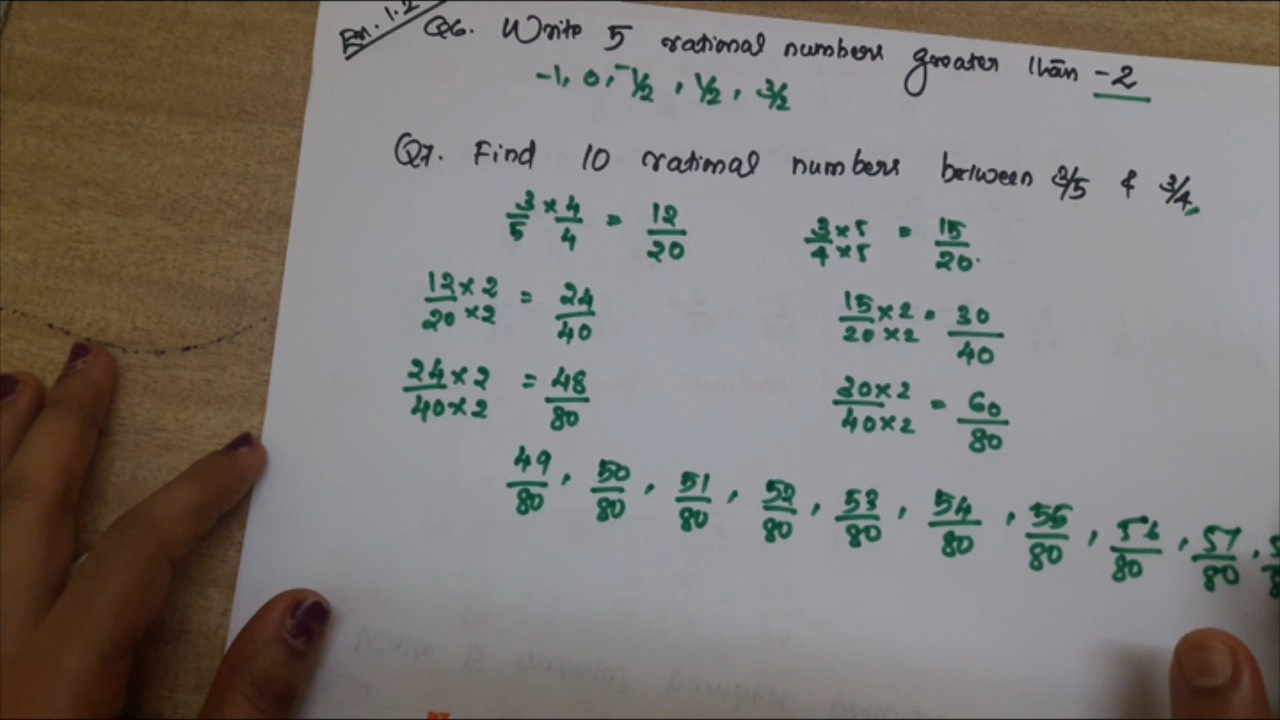 Ex. 1.2
Q6. Write 5 rational numbers greater than -2
-1, 0, -1/2, 1/2, 3/2
Q7. Find 10 rational numbers between 3/5 & 3/4
3/5 × 4/4 = 12/20
3×5/4×5 = 15/20.
12×2/20×2 = 24/40
15×2/20×2 = 30/40
24×2/40×2 = 48/80
30×2/40×2 = 60/80
49/80, 50/80, 51/80, 52/80, 53/80, 54/80, 55/80, 56/80, 57/80,